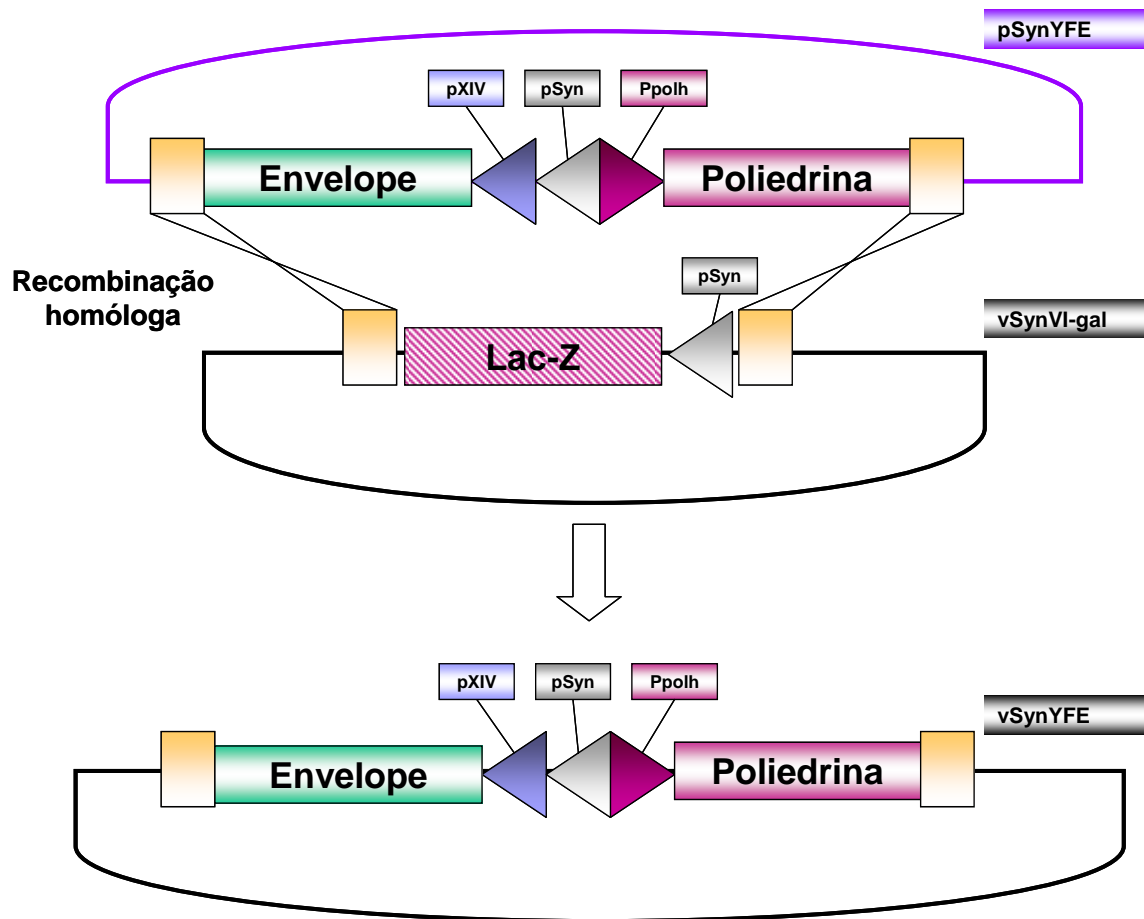 pSynYFE
pXIV
pSyn
Ppolh
Envelope
Poliedrina
Recombinação
homóloga
pSyn
vSynVI-gal
Lac-Z
pXIV
pSyn
Ppolh
vSynYFE
Envelope
Poliedrina